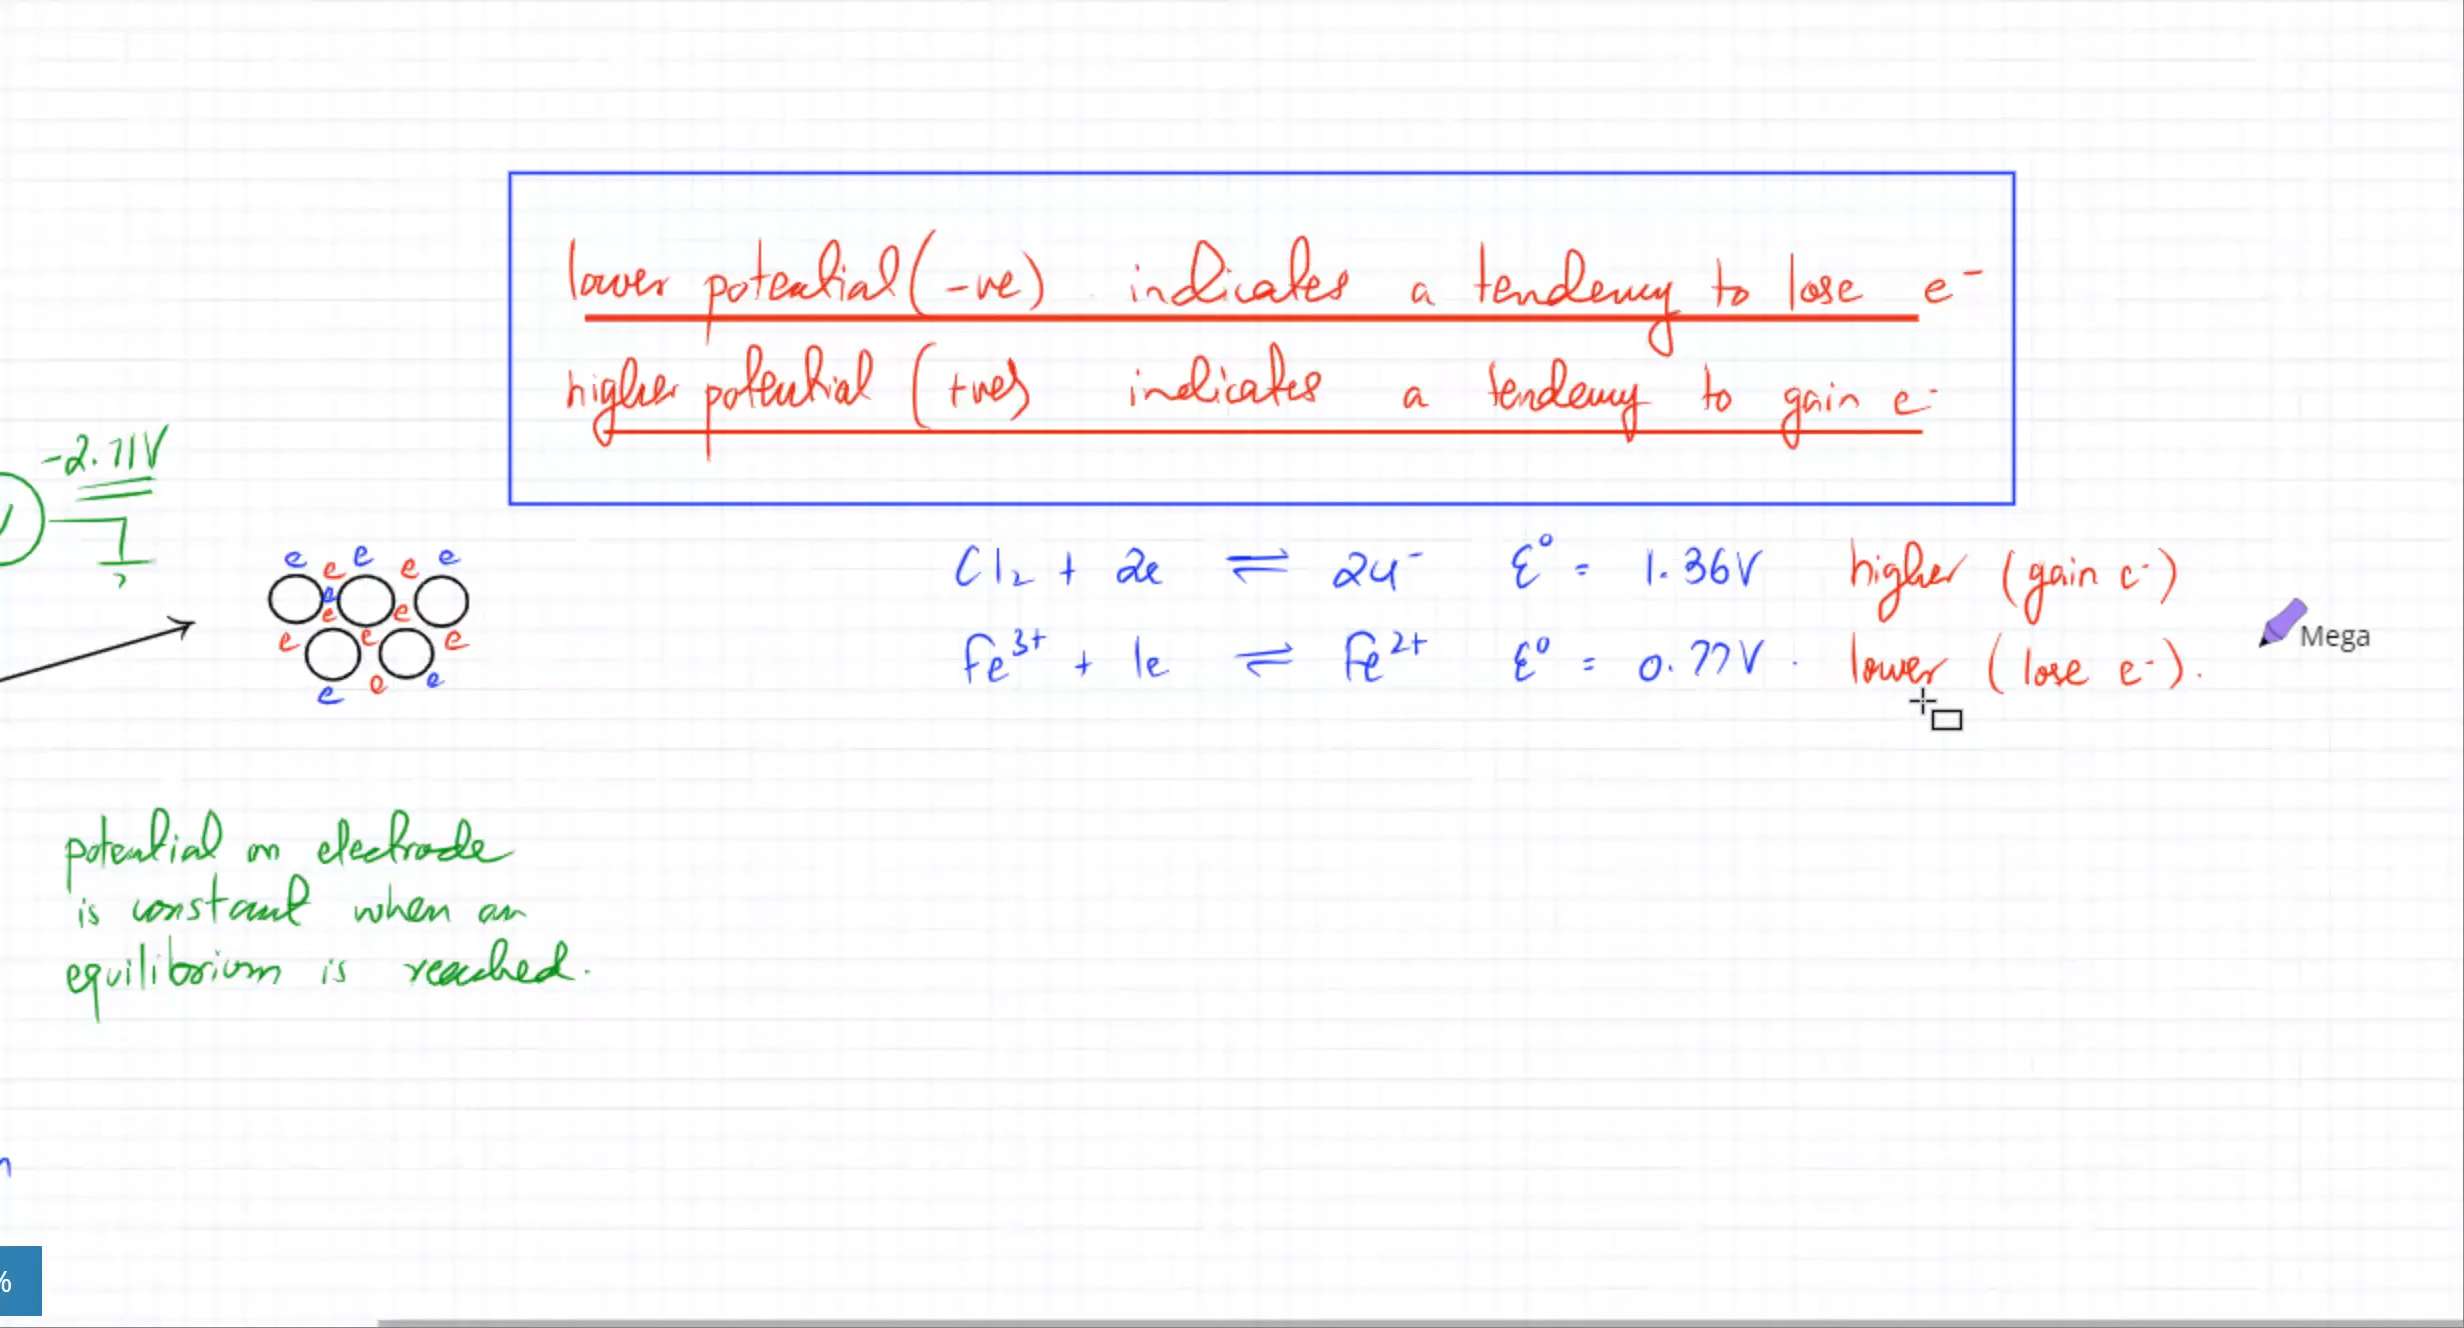 lower potential (-ve) indicates a tendency to lose e⁻
higher potential (+ve) indicates a tendency to gain e⁻
-2.71V
Cl₂ + 2e ⇌ 2Cl⁻ E° = 1.36V higher (gain e⁻)
Fe³⁺ + 1e ⇌ Fe²⁺ E° = 0.77V. lower (lose e⁻).
Mega
e e e e e
e e e
e e e
e e e
potential on electrode
is constant when an
equilibrium is reached.
%